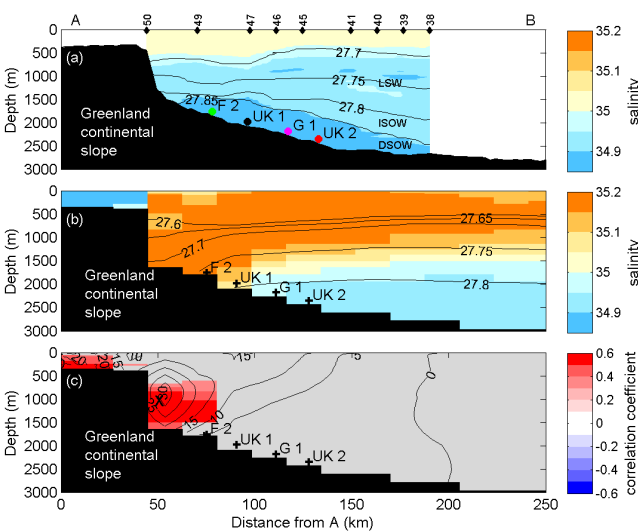 A 50 49 47 46 45 41 40 39 38 B
0 500 1000 1500 2000 2500 3000
Depth (m)
(a)
Greenland
continental
slope
27.7
27.75
27.8
27.85
LSW
ISOW
DSOW
F 2
UK 1
G 1
UK 2
35.2
35.1
35
34.9
salinity
0 500 1000 1500 2000 2500 3000
Depth (m)
(b)
Greenland
continental
slope
27.6
27.65
27.7
27.75
27.8
F 2
UK 1
G 1
UK 2
35.2
35.1
35
34.9
salinity
0 500 1000 1500 2000 2500 3000
Depth (m)
(c)
Greenland
continental
slope
20
15
10
15
5
0
15
10
F 2
UK 1
G 1
UK 2
0.6
0.4
0.2
0
-0.2
-0.4
-0.6
correlation coefficient
0 50 100 150 200 250
Distance from A (km)